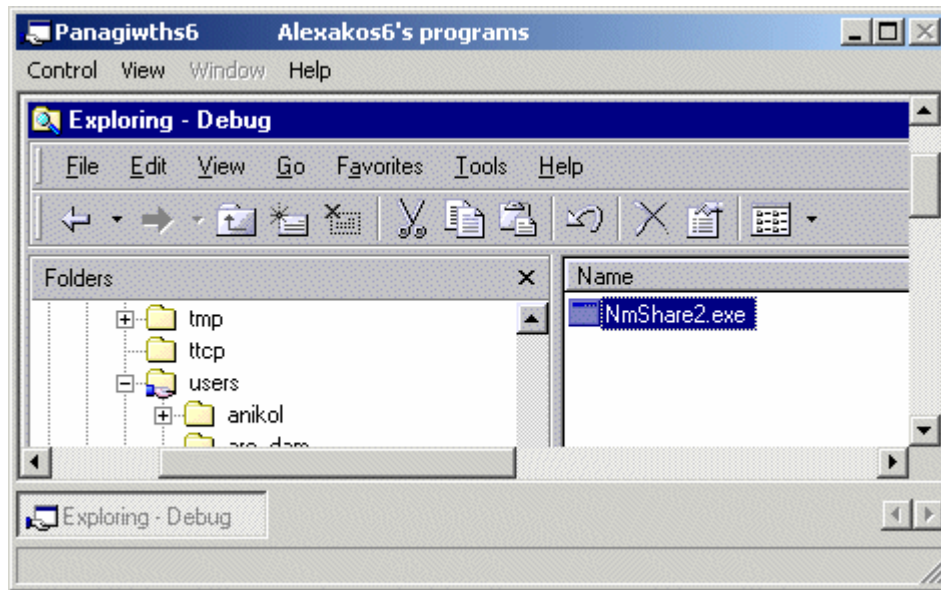 Panagiwths6 Alexakos6's programs
Control View Window Help
Exploring - Debug
File Edit View Go Favorites Tools Help
Folders
Name
tmp
NmShare2.exe
ttcp
users
anikol
Exploring - Debug